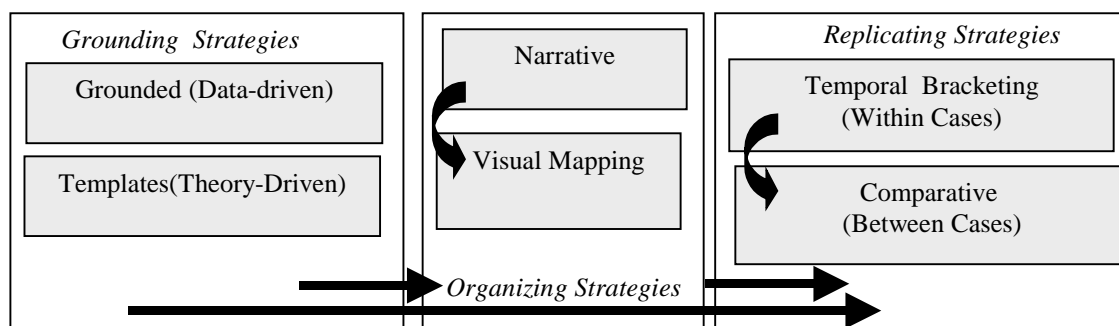 Grounding Strategies
Grounded (Data-driven)
Templates(Theory-Driven)
Narrative
Visual Mapping
Organizing Strategies
Replicating Strategies
Temporal Bracketing
(Within Cases)
Comparative
(Between Cases)